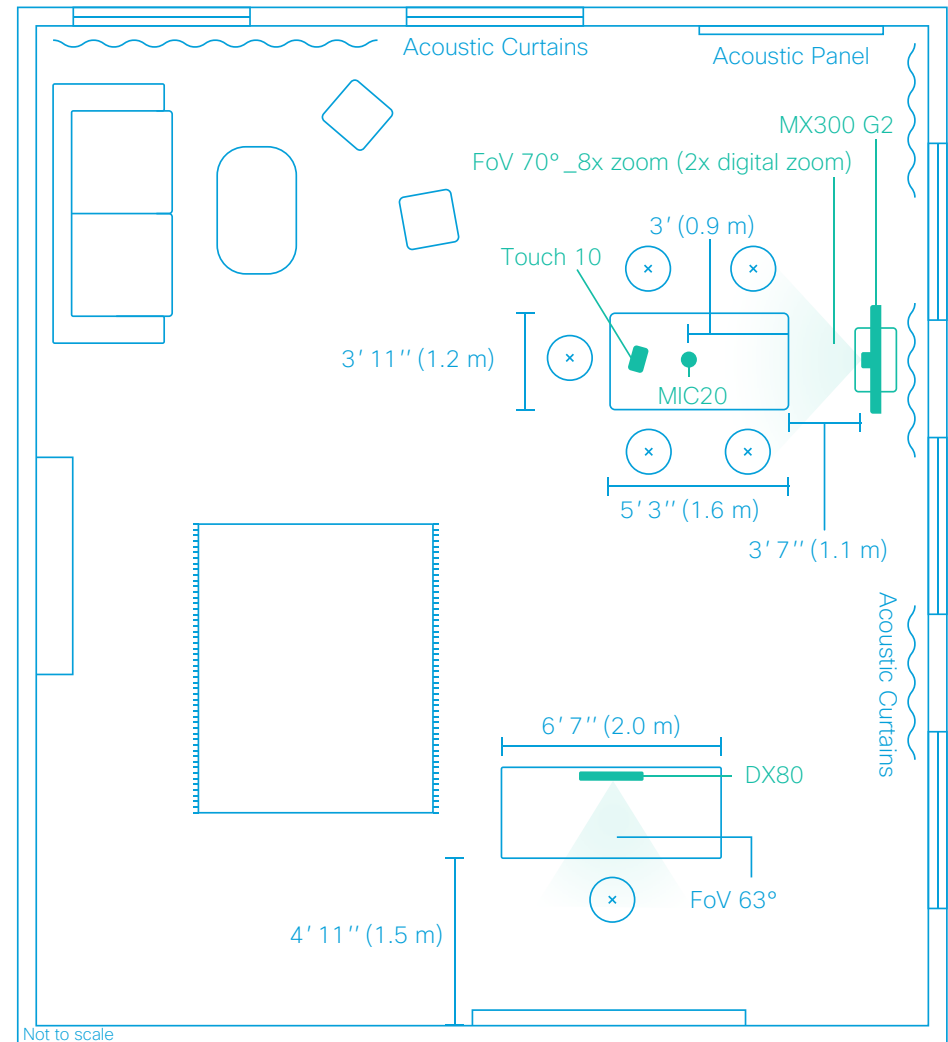 Acoustic Curtains
Acoustic Panel
MX300 G2
FoV 70°_8x zoom (2x digital zoom)
3' (0.9 m)
Touch 10
3' 11'' (1.2 m)
MIC20
5' 3'' (1.6 m)
3' 7'' (1.1 m)
Acoustic Curtains
6' 7'' (2.0 m)
DX80
FoV 63°
4' 11'' (1.5 m)
Not to scale